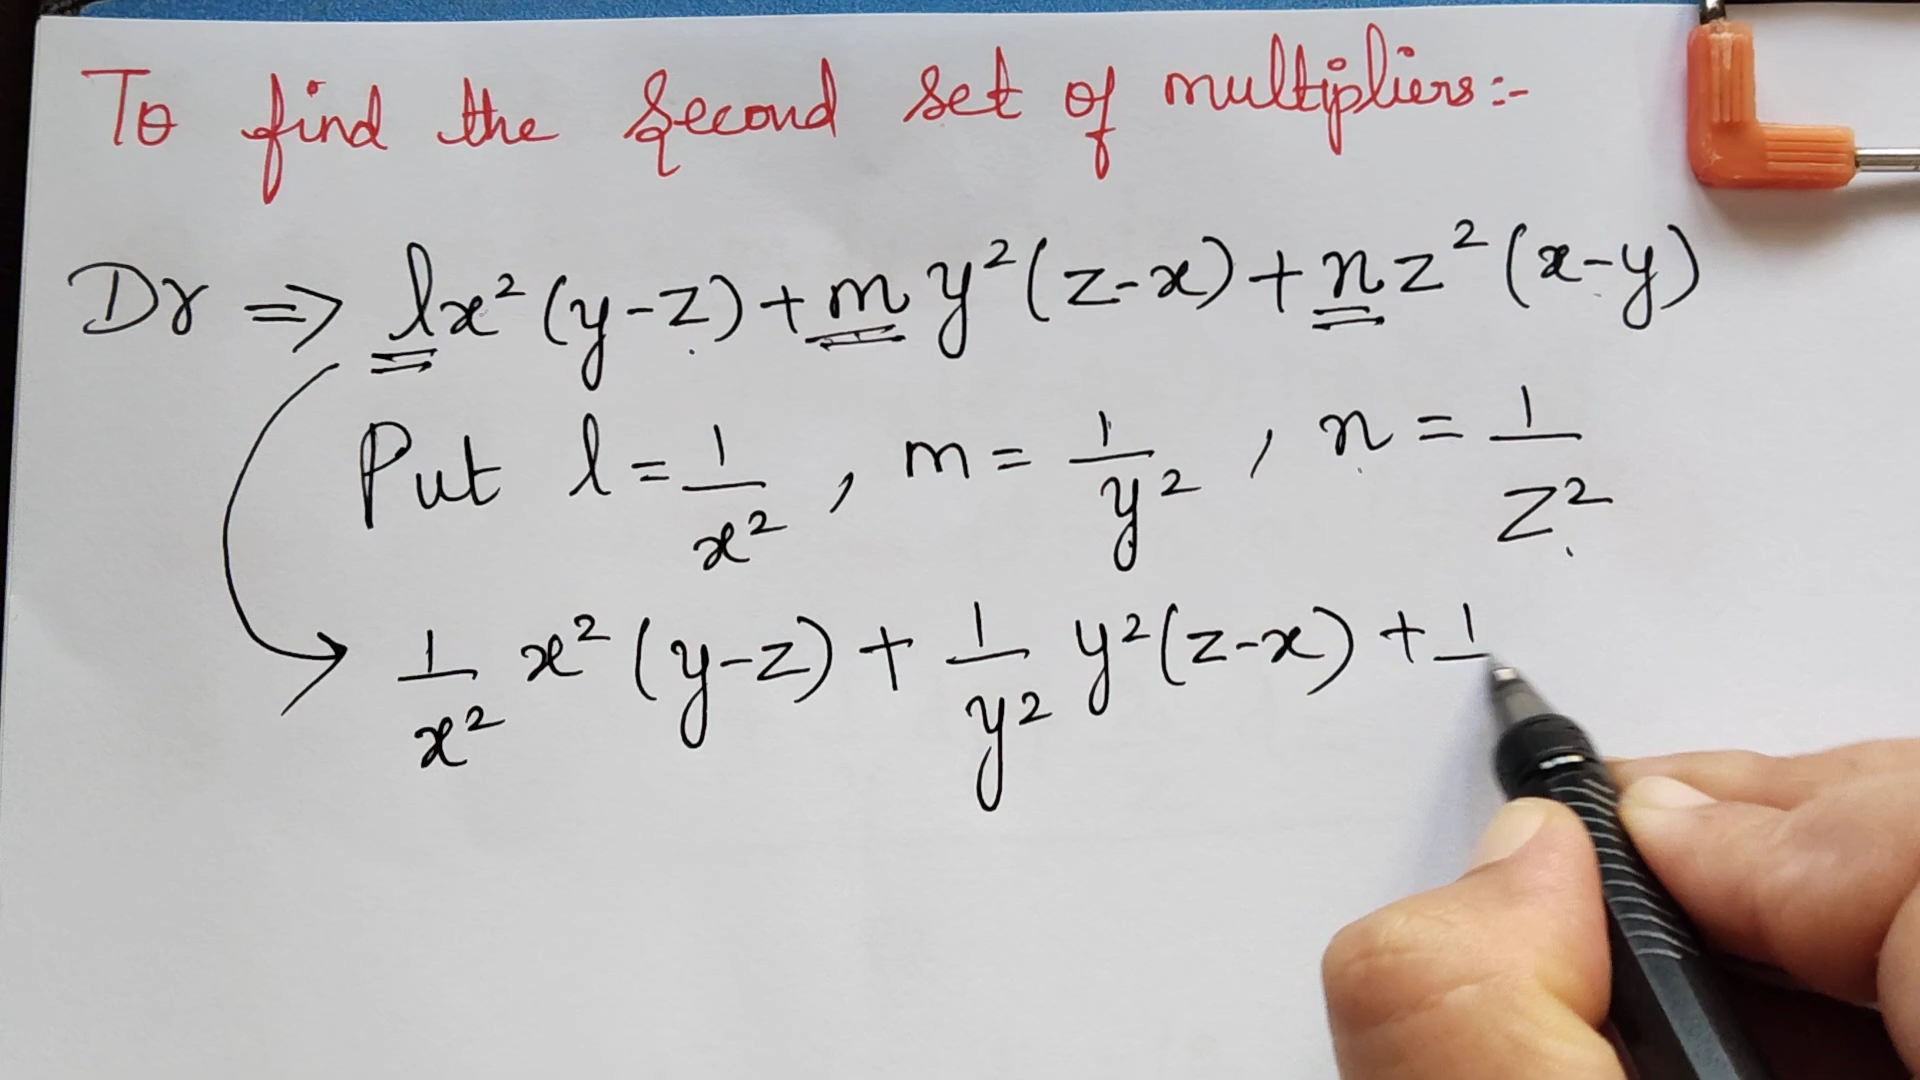 To find the second set of multipliers:-
Dr => lx²(y-z)+my²(z-x)+nz²(x-y)
Put l=1/x², m=1/y², n=1/z²
1/x² x²(y-z)+1/y² y²(z-x)+1